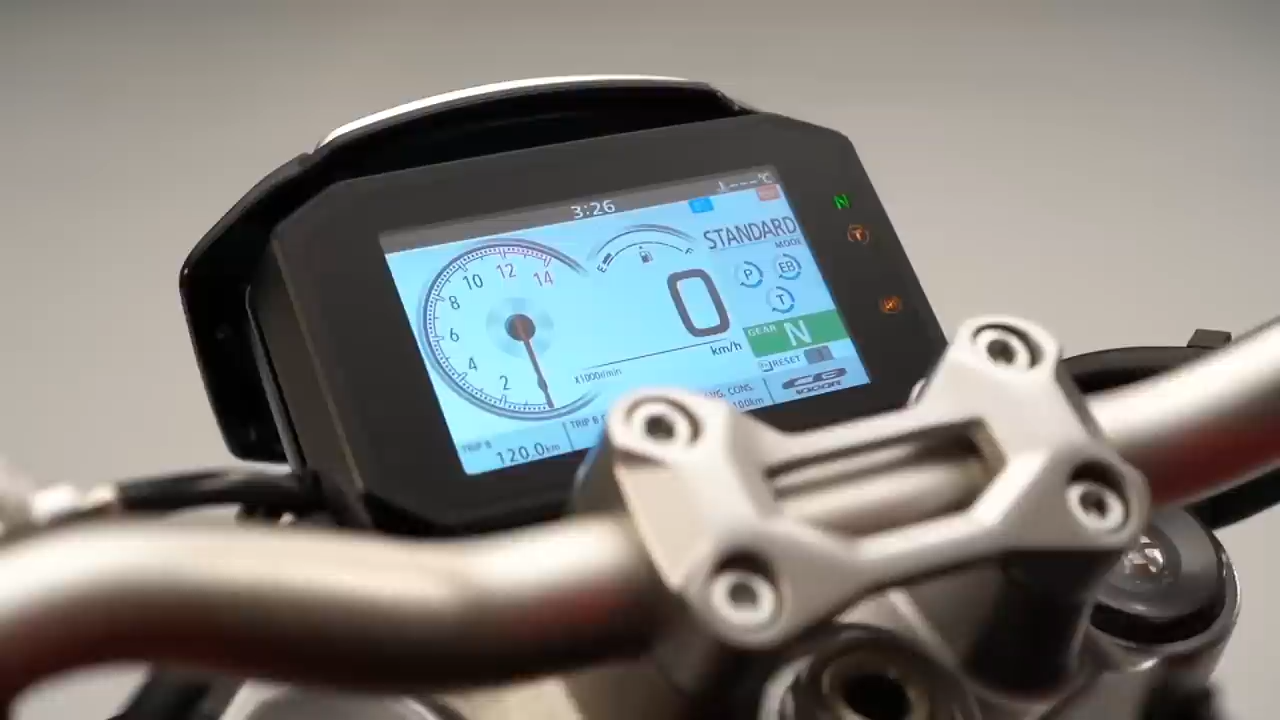 3:26
---°C
STANDARD
MODE
E
F
10 12 14
8
6
4
2
P
EB
T
0
km/h
X1000r/min
GEAR
N
RESET
1000R
TRIP B
120.0km
TRIP B
AVG. CONS.
100km
N
T